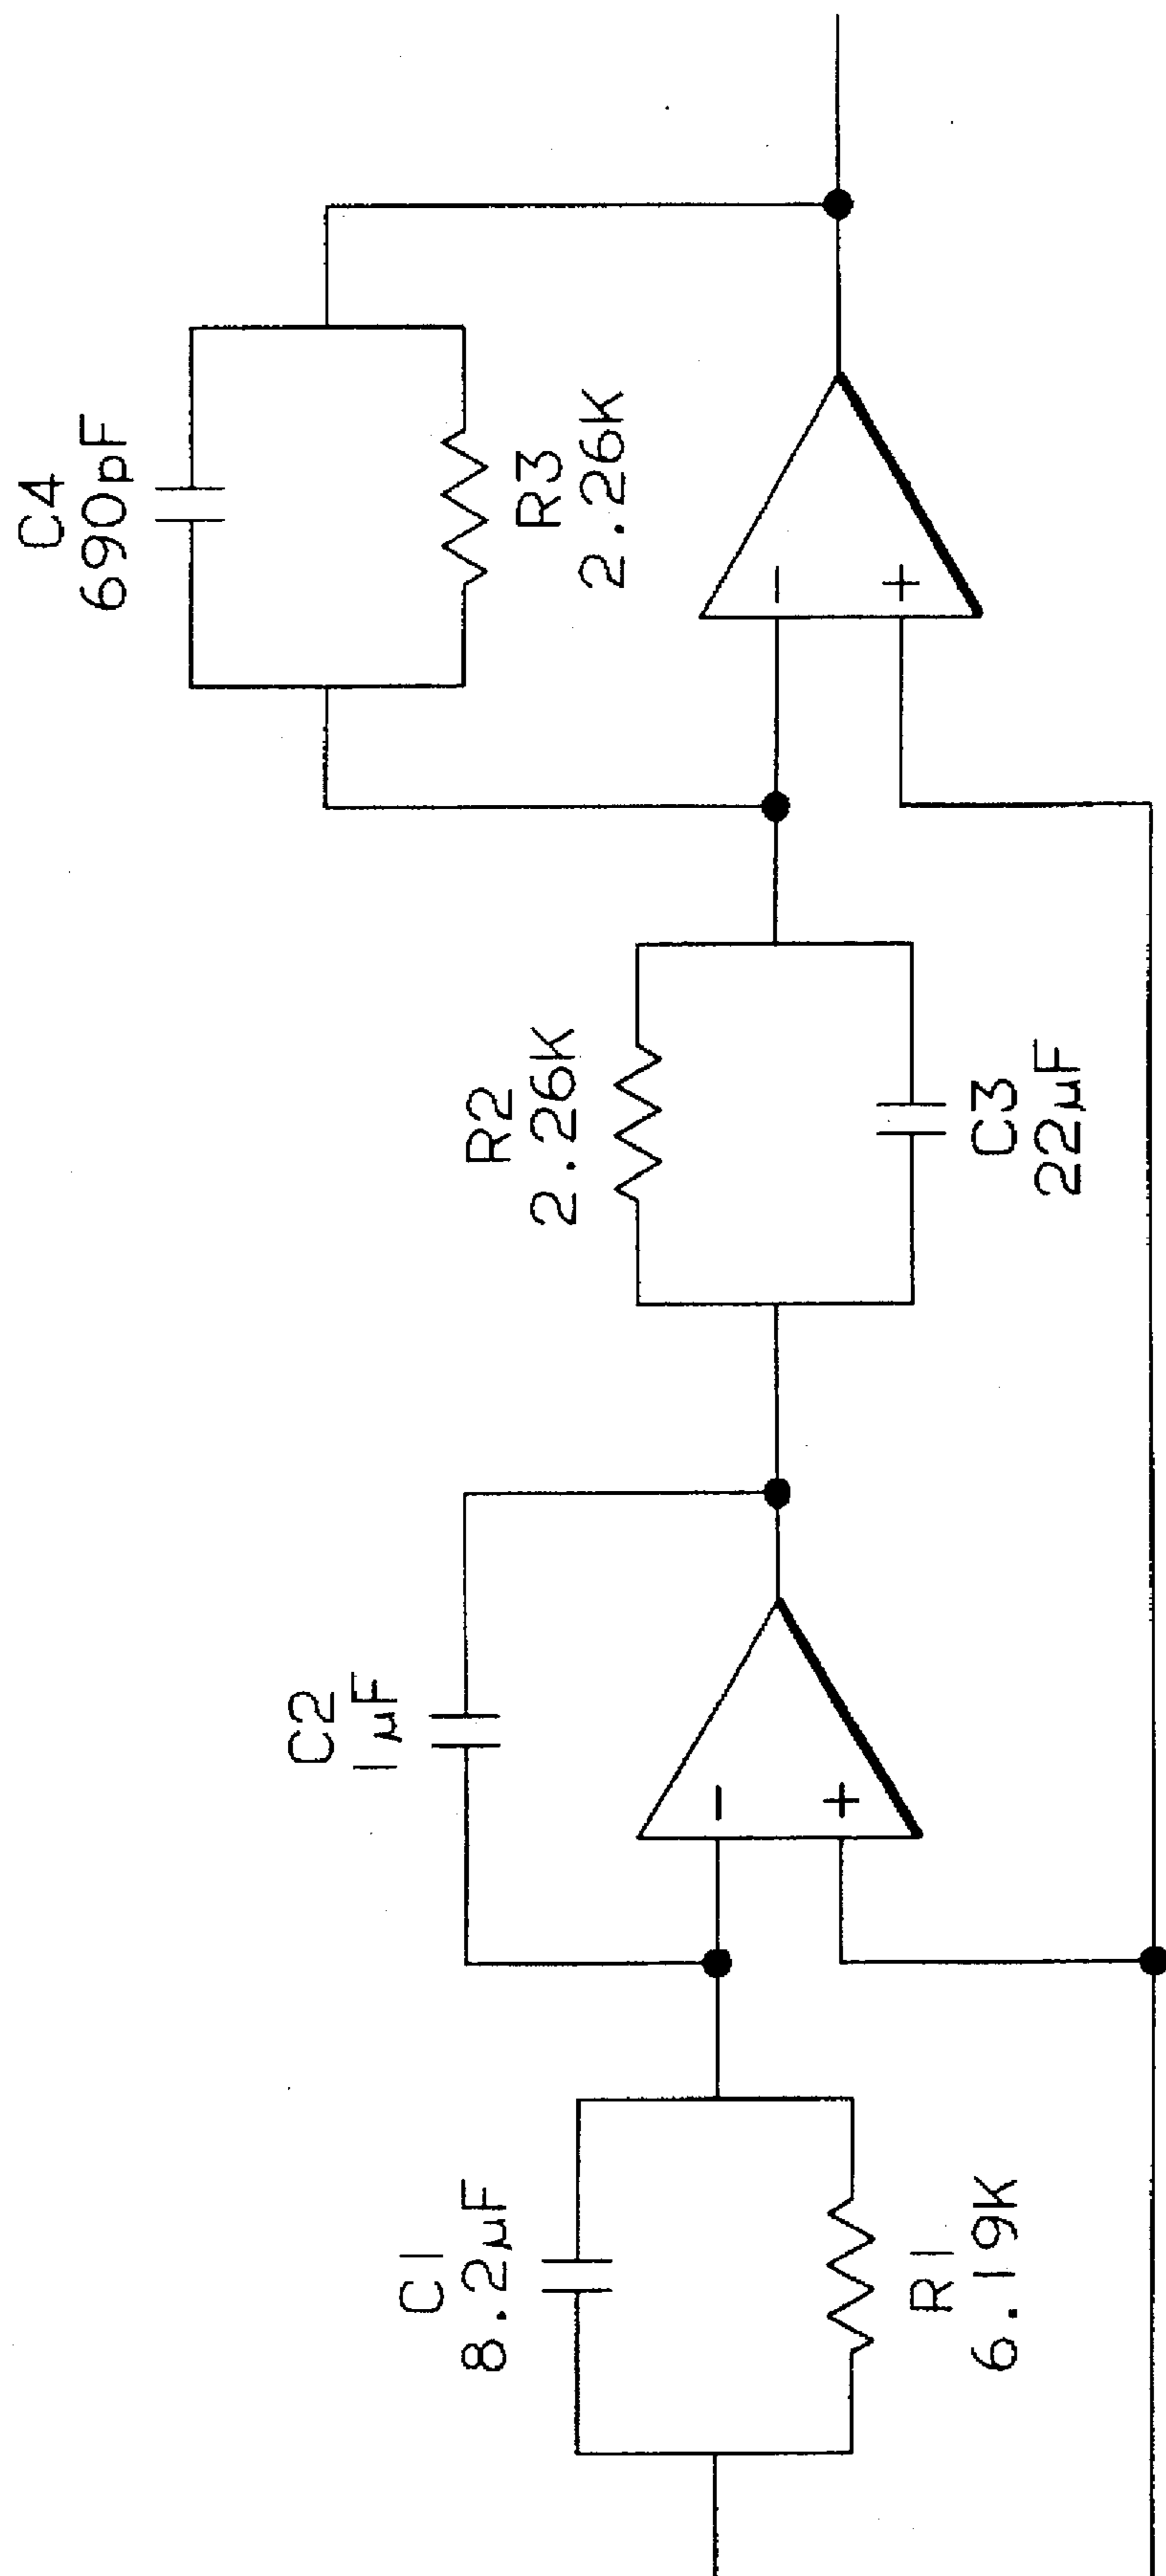 C1
8.2µF
R1
6.19K
C2
1µF
-
+
R2
2.26K
C3
22µF
C4
690pF
R3
2.26K
-
+